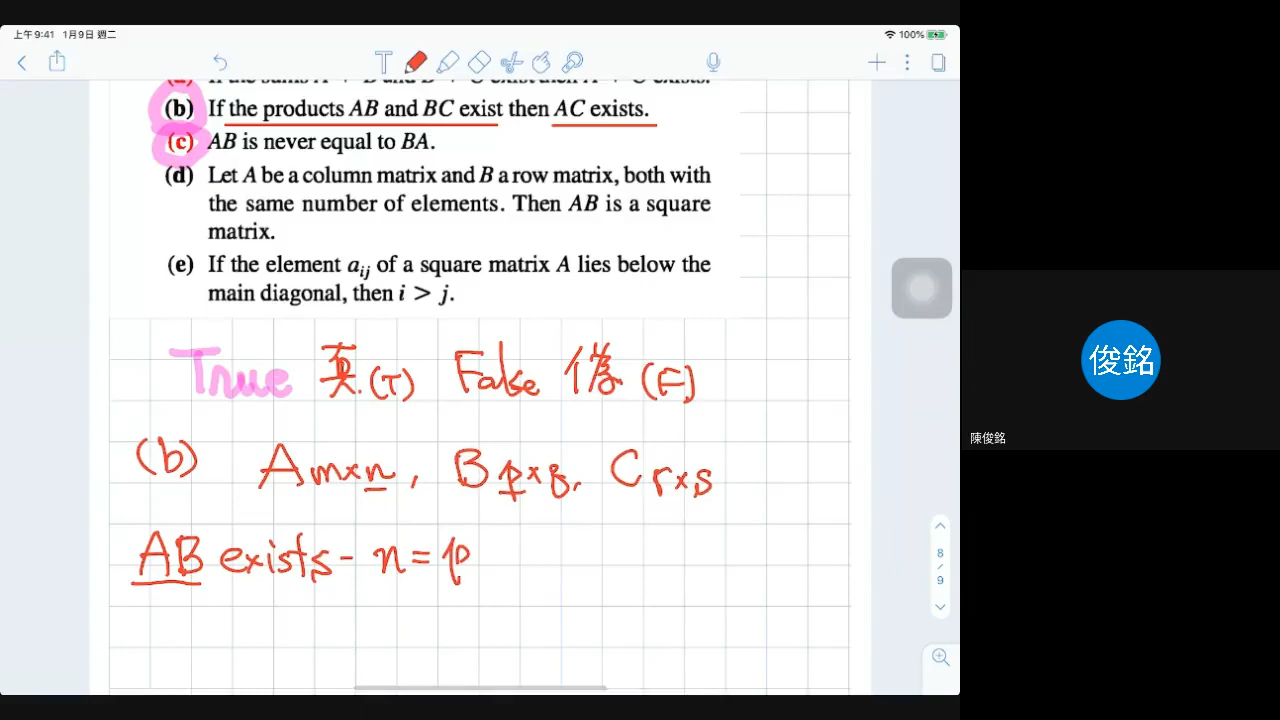 上午9:41 1月9日 週二
100%
(b) If the products AB and BC exist then AC exists.
(c) AB is never equal to BA.
(d) Let A be a column matrix and B a row matrix, both with
the same number of elements. Then AB is a square
matrix.
(e) If the element aij of a square matrix A lies below the
main diagonal, then i > j.
True 真.(T) False 偽 (F)
(b) A m×n, B p×q, C r×s
AB exists- n = p
8
/
9
俊銘
陳俊銘